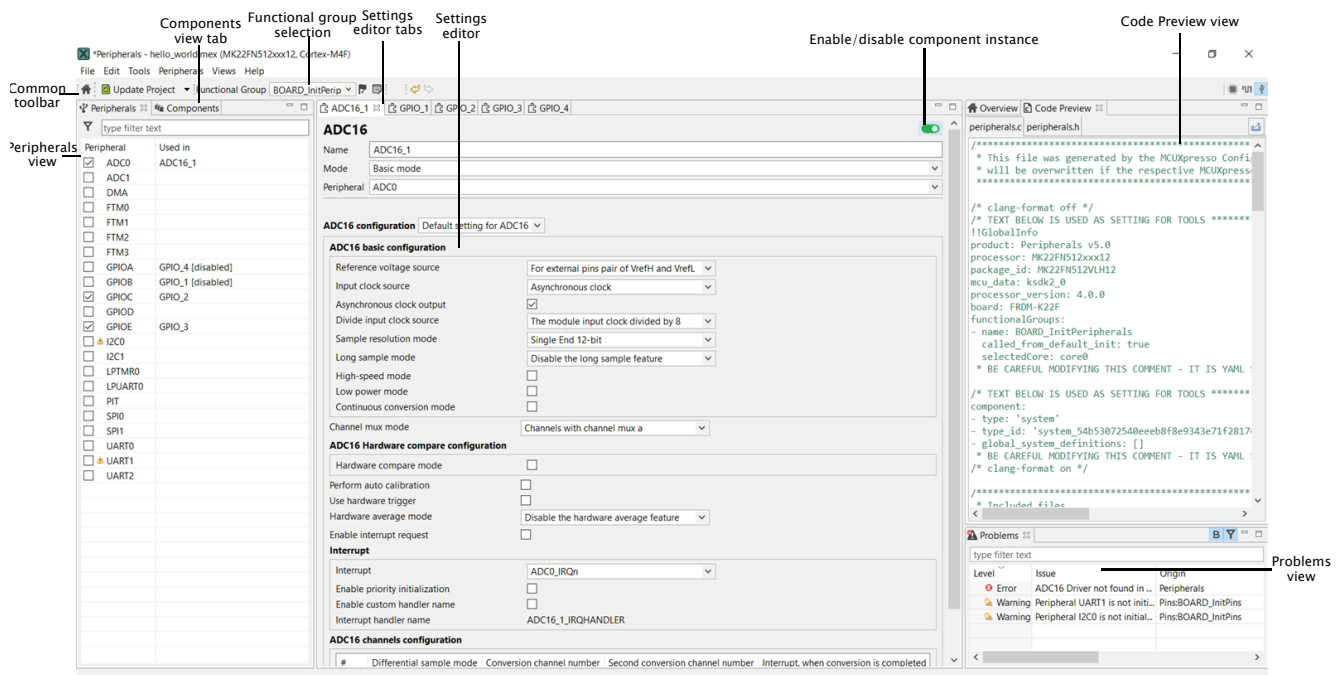 Components
view tab
Functional group
selection
Settings
editor tabs
Settings
editor
Code Preview view
Enable/disable component instance
*Peripherals - hello_world.mex (MK22FN512xxx12, Cortex-M4F)
File Edit Tools Peripherals Views Help
Common
toolbar
Update Project Functional Group BOARD_InitPerip
Peripherals Components
type filter text
Peripherals
view
Peripheral Used in
ADC0 ADC16_1
ADC1
DMA
FTM0
FTM1
FTM2
FTM3
GPIOA GPIO_4 [disabled]
GPIOB GPIO_1 [disabled]
GPIOC GPIO_2
GPIOD
GPIOE GPIO_3
I2C0
I2C1
LPTMR0
LPUART0
PIT
SPI0
SPI1
UART0
UART1
UART2
ADC16_1 GPIO_1 GPIO_2 GPIO_3 GPIO_4
ADC16
Name ADC16_1
Mode Basic mode
Peripheral ADC0
ADC16 configuration Default setting for ADC16
ADC16 basic configuration
Reference voltage source For external pins pair of VrefH and VrefL
Input clock source Asynchronous clock
Asynchronous clock output
Divide input clock source The module input clock divided by 8
Sample resolution mode Single End 12-bit
Long sample mode Disable the long sample feature
High-speed mode
Low power mode
Continuous conversion mode
Channel mux mode Channels with channel mux a
ADC16 Hardware compare configuration
Hardware compare mode
Perform auto calibration
Use hardware trigger
Hardware average mode Disable the hardware average feature
Enable interrupt request
Interrupt
Interrupt ADC0_IRQn
Enable priority initialization
Enable custom handler name
Interrupt handler name ADC16_1_IRQHANDLER
ADC16 channels configuration
# Differential sample mode Conversion channel number Second conversion channel number Interrupt, when conversion is completed
Overview Code Preview
peripherals.c peripherals.h
/***********************************************
* This file was generated by the MCUXpresso Config
* will be overwritten if the respective MCUXpresso
***********************************************
/* clang-format off */
/* TEXT BELOW IS USED AS SETTING FOR TOOLS *******
!!GlobalInfo
product: Peripherals v5.0
processor: MK22FN512xxx12
package_id: MK22FN512VLH12
mcu_data: ksdk2_0
processor_version: 4.0.0
board: FRDM-K22F
functionalGroups:
- name: BOARD_InitPeripherals
called_from_default_init: true
selectedCore: core0
* BE CAREFUL MODIFYING THIS COMMENT - IT IS YAML S
/* TEXT BELOW IS USED AS SETTING FOR TOOLS *******
component:
- type: 'system'
- type_id: 'system_54b53072540eeeb8f8e9343e71f2817
- global_system_definitions: []
* BE CAREFUL MODIFYING THIS COMMENT - IT IS YAML S
/* clang-format on */
/***********************************************
* Included files
Problems
type filter text
Level Issue Origin
Error ADC16 Driver not found in ... Peripherals
Warning Peripheral UART1 is not initi... Pins:BOARD_InitPins
Warning Peripheral I2C0 is not initial... Pins:BOARD_InitPins
Problems
view